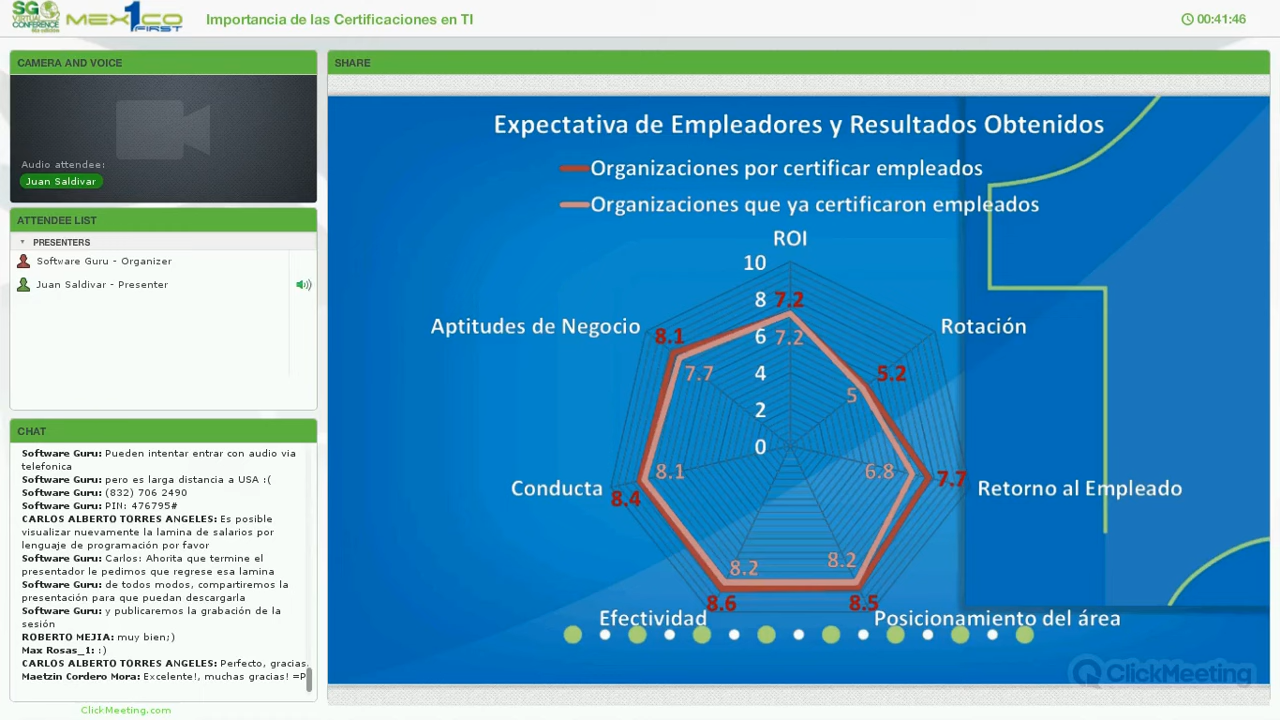 SG
VIRTUAL
CONFERENCE
MEX1CO
FIRST
Importancia de las Certificaciones en TI
00:41:46
CAMERA AND VOICE
Audio attendee:
Juan Saldivar
ATTENDEE LIST
PRESENTERS
Software Guru - Organizer
Juan Saldivar - Presenter
CHAT
Software Guru: Pueden intentar entrar con audio via
telefonica
Software Guru: pero es larga distancia a USA :(
Software Guru: (832) 706 2490
Software Guru: PIN: 476795#
CARLOS ALBERTO TORRES ANGELES: Es posible
visualizar nuevamente la lamina de salarios por
lenguaje de programación por favor
Software Guru: Carlos: Ahorita que termine el
presentador le pedimos que regrese esa lamina
Software Guru: de todos modos, compartiremos la
presentación para que puedan descargarla
Software Guru: y publicaremos la grabación de la
sesión
ROBERTO MEJIA: muy bien;)
Max Rosas_1: :)
CARLOS ALBERTO TORRES ANGELES: Perfecto, gracias.
Maetzin Cordero Mora: Excelente!, muchas gracias! =P
ClickMeeting.com
SHARE
Expectativa de Empleadores y Resultados Obtenidos
Organizaciones por certificar empleados
Organizaciones que ya certificaron empleados
ROI
10
8
7.2
Aptitudes de Negocio
8.1
6
7.2
Rotación
7.7
4
5.2
5
2
0
Conducta
8.1
8.4
6.8
7.7
Retorno al Empleado
8.2
8.2
8.6
8.5
Efectividad
Posicionamiento del área
ClickMeeting